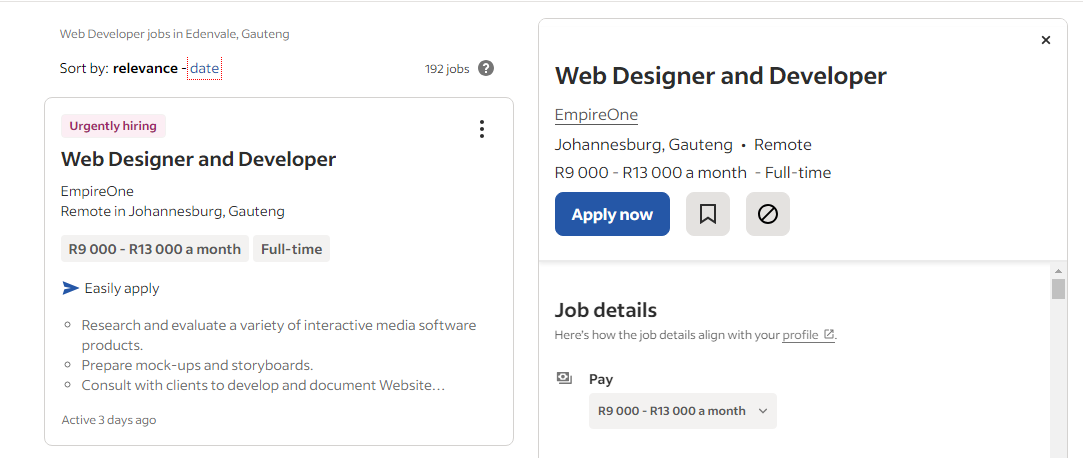 Web Developer jobs in Edenvale, Gauteng
Sort by: relevance - date
192 jobs
Urgently hiring
Web Designer and Developer
EmpireOne
Remote in Johannesburg, Gauteng
R9 000 - R13 000 a month
Full-time
Easily apply
Research and evaluate a variety of interactive media software
products.
Prepare mock-ups and storyboards.
Consult with clients to develop and document Website…
Active 3 days ago
Web Designer and Developer
EmpireOne
Johannesburg, Gauteng • Remote
R9 000 - R13 000 a month - Full-time
Apply now
Job details
Here's how the job details align with your profile.
Pay
R9 000 - R13 000 a month